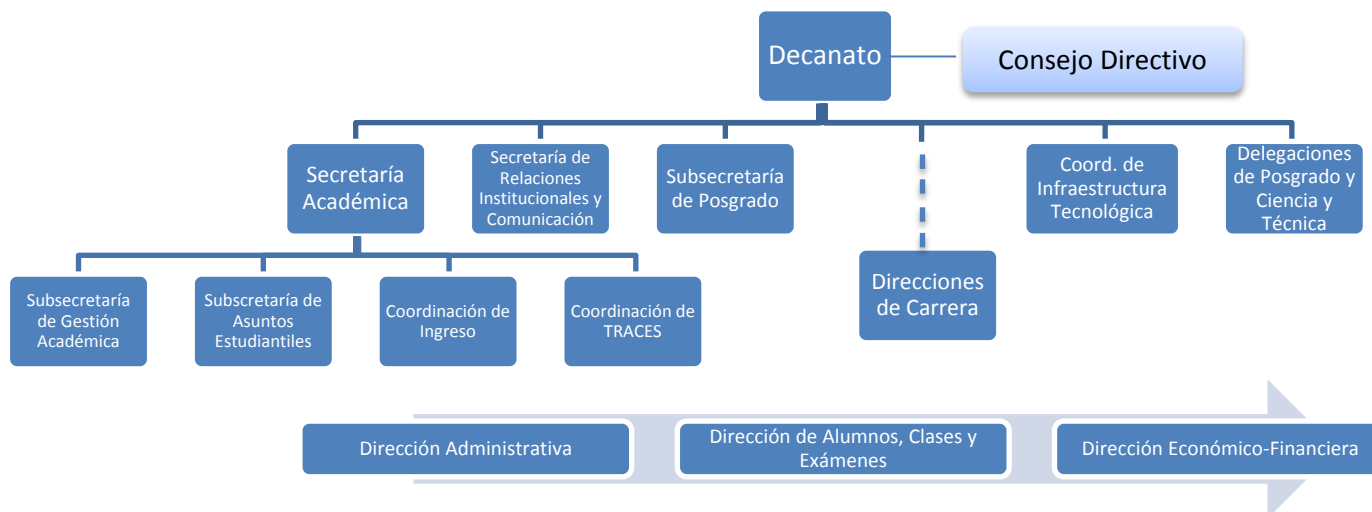 Decanato
Consejo Directivo
Secretaría
Académica
Secretaría de
Relaciones
Institucionales y
Comunicación
Subsecretaría
de Posgrado
Coord. de
Infraestructura
Tecnológica
Delegaciones
de Posgrado y
Ciencia y
Técnica
Direcciones
de Carrera
Subsecretaría
de Gestión
Académica
Subscretaría de
Asuntos
Estudiantiles
Coordinación de
Ingreso
Coordinación de
TRACES
Dirección Administrativa
Dirección de Alumnos, Clases y
Exámenes
Dirección Económico-Financiera